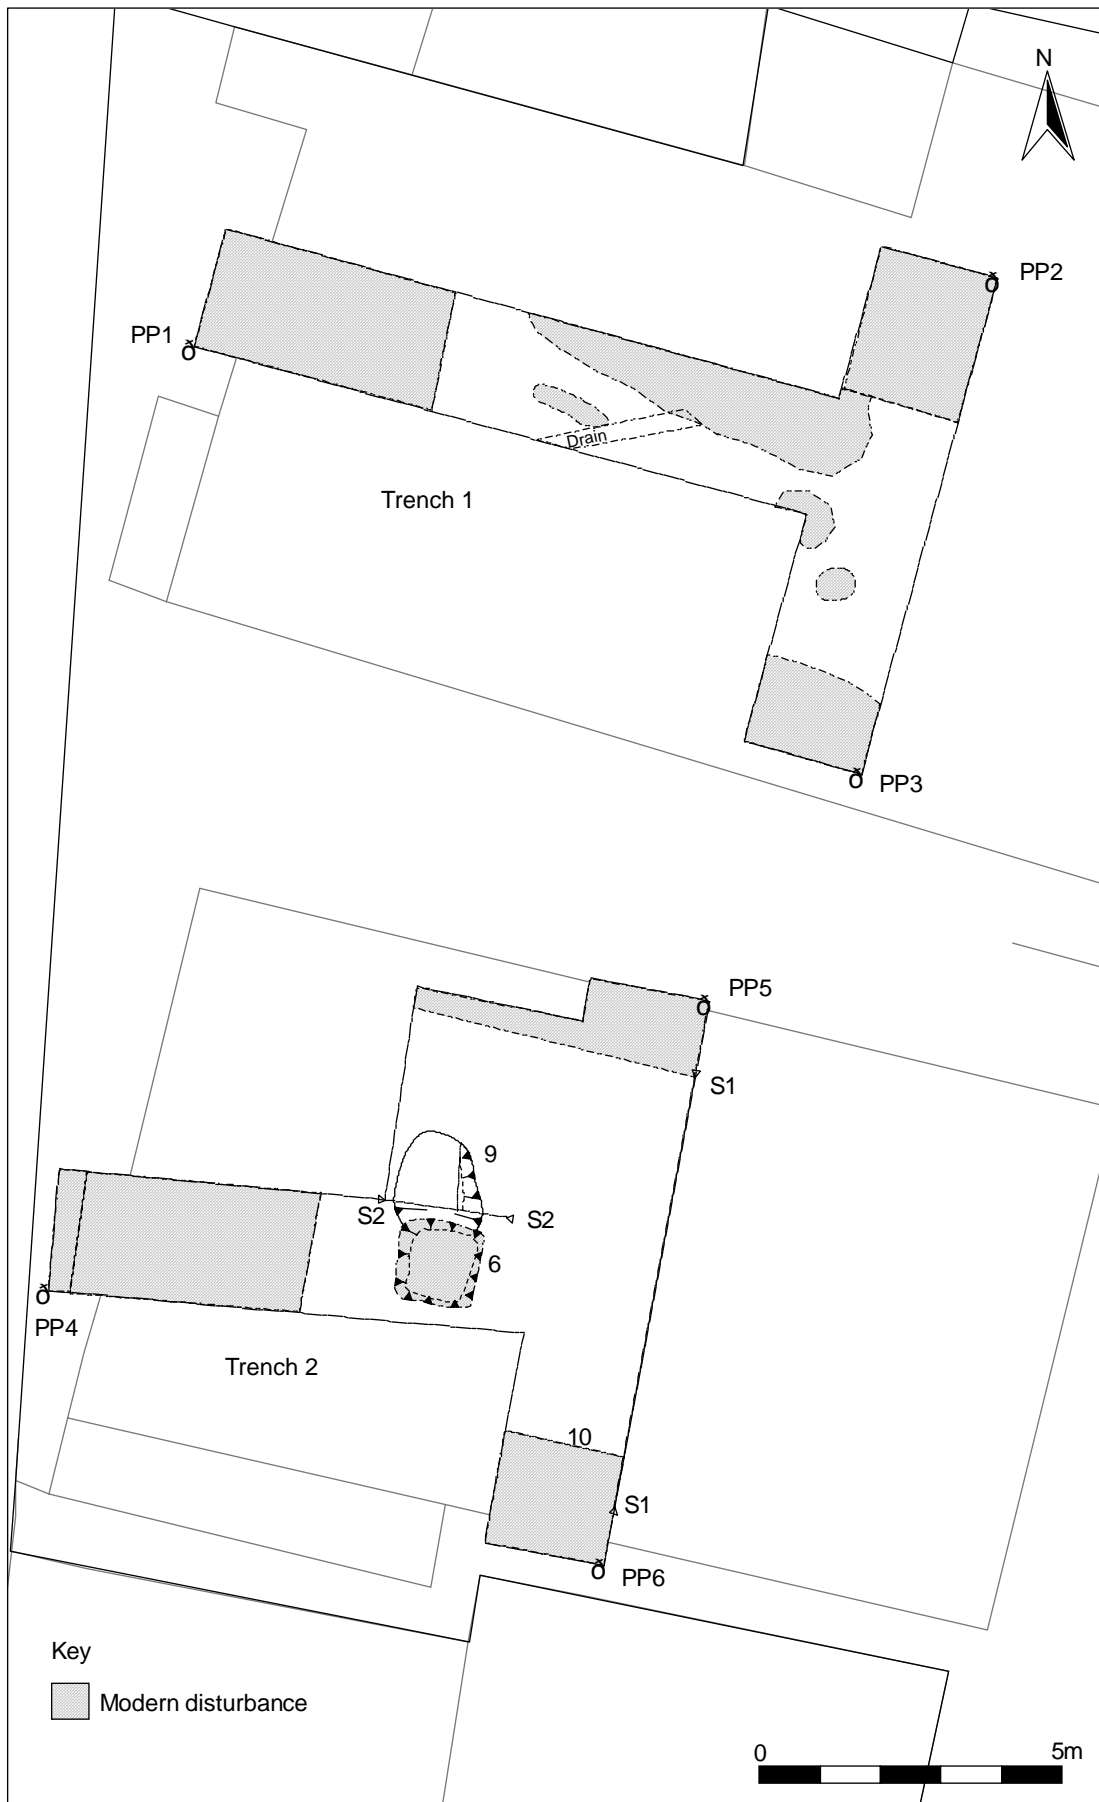 N
PP2
PP1
Drain
Trench 1
PP3
PP5
S1
9
S2
S2
6
PP4
Trench 2
10
S1
PP6
Key
Modern disturbance
0 5m